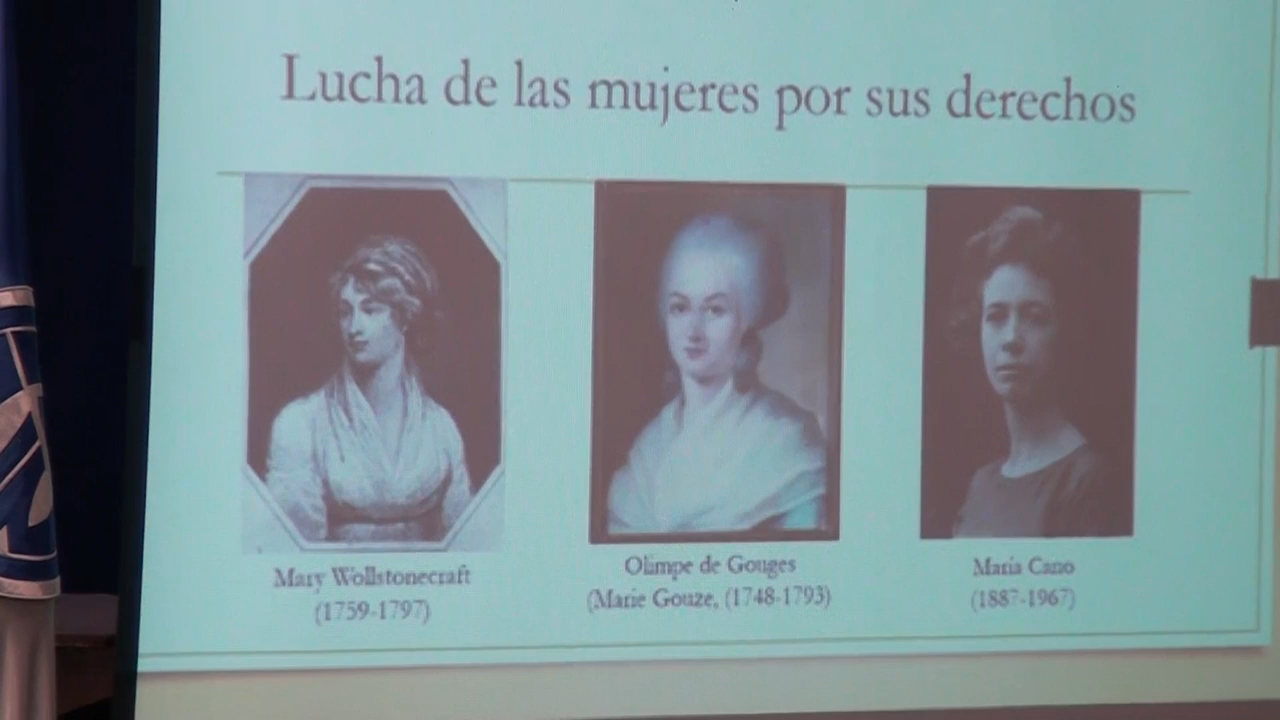 Lucha de las mujeres por sus derechos
Mary Wollstonecraft
(1759-1797)
Olimpe de Gouges
(Marie Gouze, (1748-1793)
María Cano
(1887-1967)